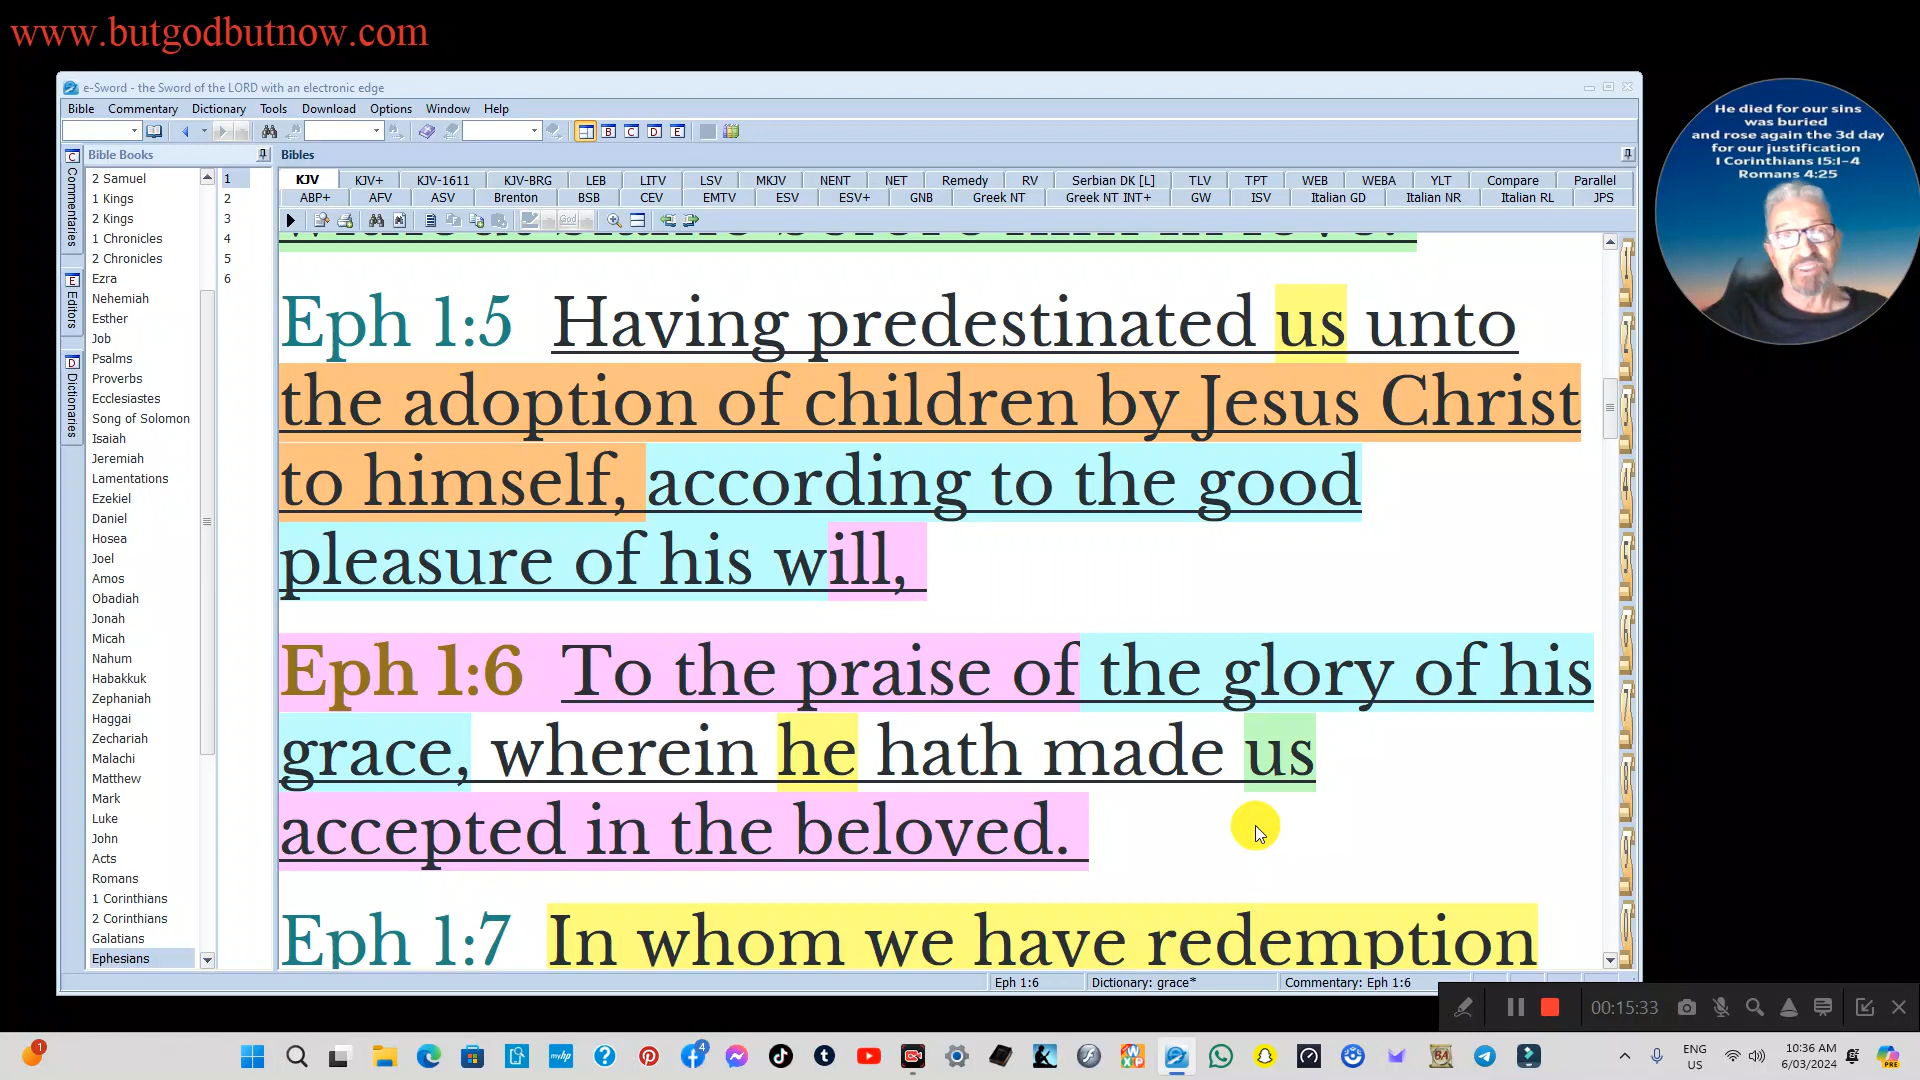 www.butgodbutnow.com
e-Sword - the Sword of the LORD with an electronic edge
Bible Commentary Dictionary Tools Download Options Window Help
B C D E
Bible Books
Bibles
KJV KJV+ KJV-1611 KJV-BRG LEB LITV LSV MKJV NENT NET Remedy RV Serbian DK [L] TLV TPT WEB WEBA YLT Compare Parallel
ABP+ AFV ASV Brenton BSB CEV EMTV ESV ESV+ GNB Greek NT Greek NT INT+ GW ISV Italian GD Italian NR Italian RL JPS
C Commentaries
E Editors
D Dictionaries
2 Samuel
1 Kings
2 Kings
1 Chronicles
2 Chronicles
Ezra
Nehemiah
Esther
Job
Psalms
Proverbs
Ecclesiastes
Song of Solomon
Isaiah
Jeremiah
Lamentations
Ezekiel
Daniel
Hosea
Joel
Amos
Obadiah
Jonah
Micah
Nahum
Habakkuk
Zephaniah
Haggai
Zechariah
Malachi
Matthew
Mark
Luke
John
Acts
Romans
1 Corinthians
2 Corinthians
Galatians
Ephesians
1
2
3
4
5
6
Eph 1:5 Having predestinated us unto
the adoption of children by Jesus Christ
to himself, according to the good
pleasure of his will,
Eph 1:6 To the praise of the glory of his
grace, wherein he hath made us
accepted in the beloved.
Eph 1:7 In whom we have redemption
Eph 1:6 Dictionary: grace* Commentary: Eph 1:6
He died for our sins
was buried
and rose again the 3d day
for our justification
I Corinthians 15:1-4
Romans 4:25
00:15:33
ENG
US
10:36 AM
6/03/2024